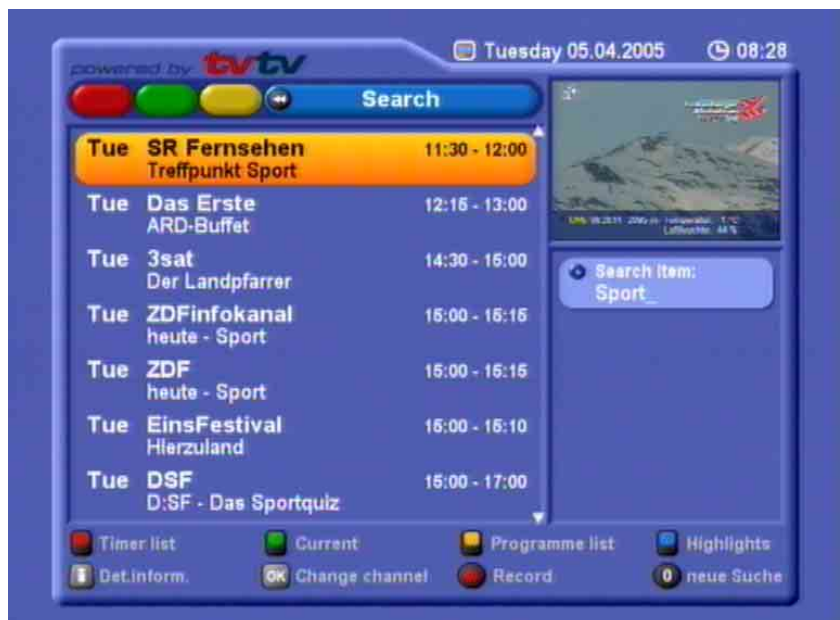 powered by tvtv
Tuesday 05.04.2005
08:28
Search
Tue SR Fernsehen 11:30 - 12:00
Treffpunkt Sport
Tue Das Erste 12:15 - 13:00
ARD-Buffet
Tue 3sat 14:30 - 15:00
Der Landpfarrer
Tue ZDFinfokanal 15:00 - 15:15
heute - Sport
Tue ZDF 15:00 - 15:15
heute - Sport
Tue EinsFestival 15:00 - 15:10
Hierzuland
Tue DSF 15:00 - 17:00
D:SF - Das Sportquiz
Search item:
Sport_
Timer list
Current
Programme list
Highlights
i Det.inform.
OK Change channel
Record
0 neue Suche